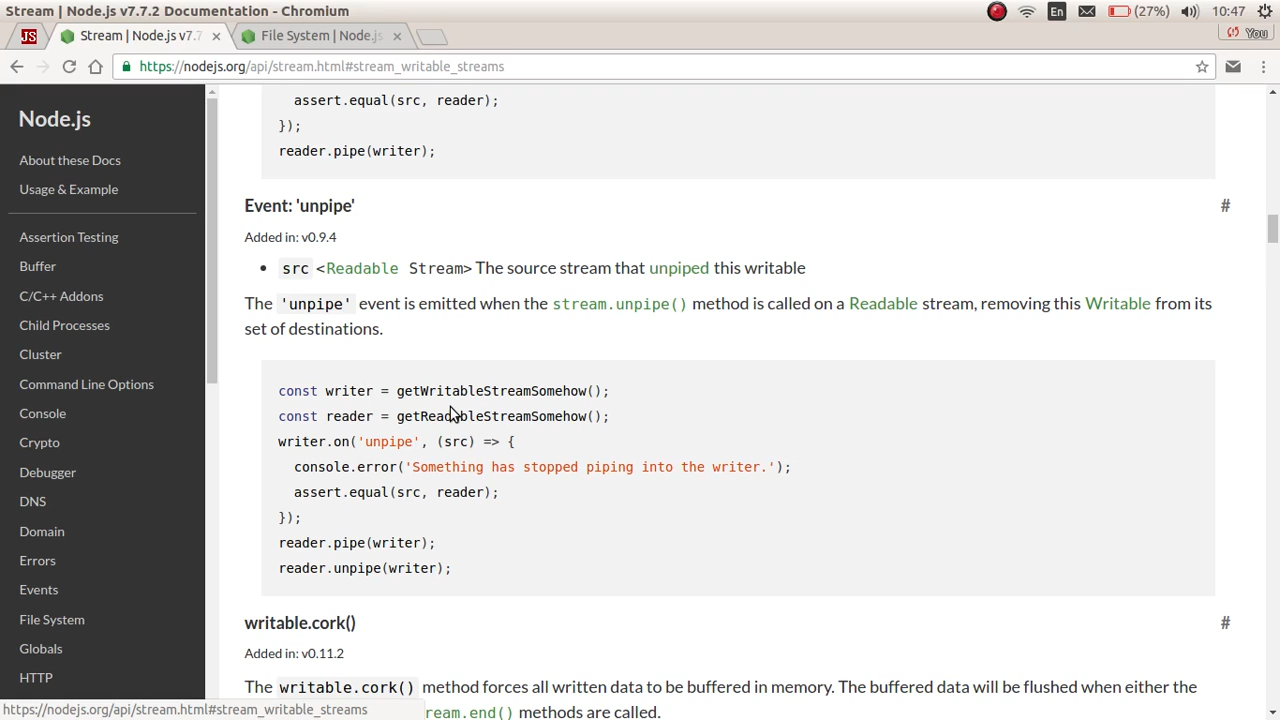 Stream | Node.js v7.7.2 Documentation - Chromium
En
(27%)
10:47
JS
Stream | Node.js v7.7
File System | Node.js
You
https://nodejs.org/api/stream.html#stream_writable_streams
Node.js
About these Docs
Usage & Example
Assertion Testing
Buffer
C/C++ Addons
Child Processes
Cluster
Command Line Options
Console
Crypto
Debugger
DNS
Domain
Errors
Events
File System
Globals
HTTP
assert.equal(src, reader);
});
reader.pipe(writer);
Event: 'unpipe'
#
Added in: v0.9.4
• src <Readable Stream> The source stream that unpiped this writable
The 'unpipe' event is emitted when the stream.unpipe() method is called on a Readable stream, removing this Writable from its
set of destinations.
const writer = getWritableStreamSomehow();
const reader = getReadableStreamSomehow();
writer.on('unpipe', (src) => {
console.error('Something has stopped piping into the writer.');
assert.equal(src, reader);
});
reader.pipe(writer);
reader.unpipe(writer);
writable.cork()
#
Added in: v0.11.2
The writable.cork() method forces all written data to be buffered in memory. The buffered data will be flushed when either the
ream.end() methods are called.
https://nodejs.org/api/stream.html#stream_writable_streams